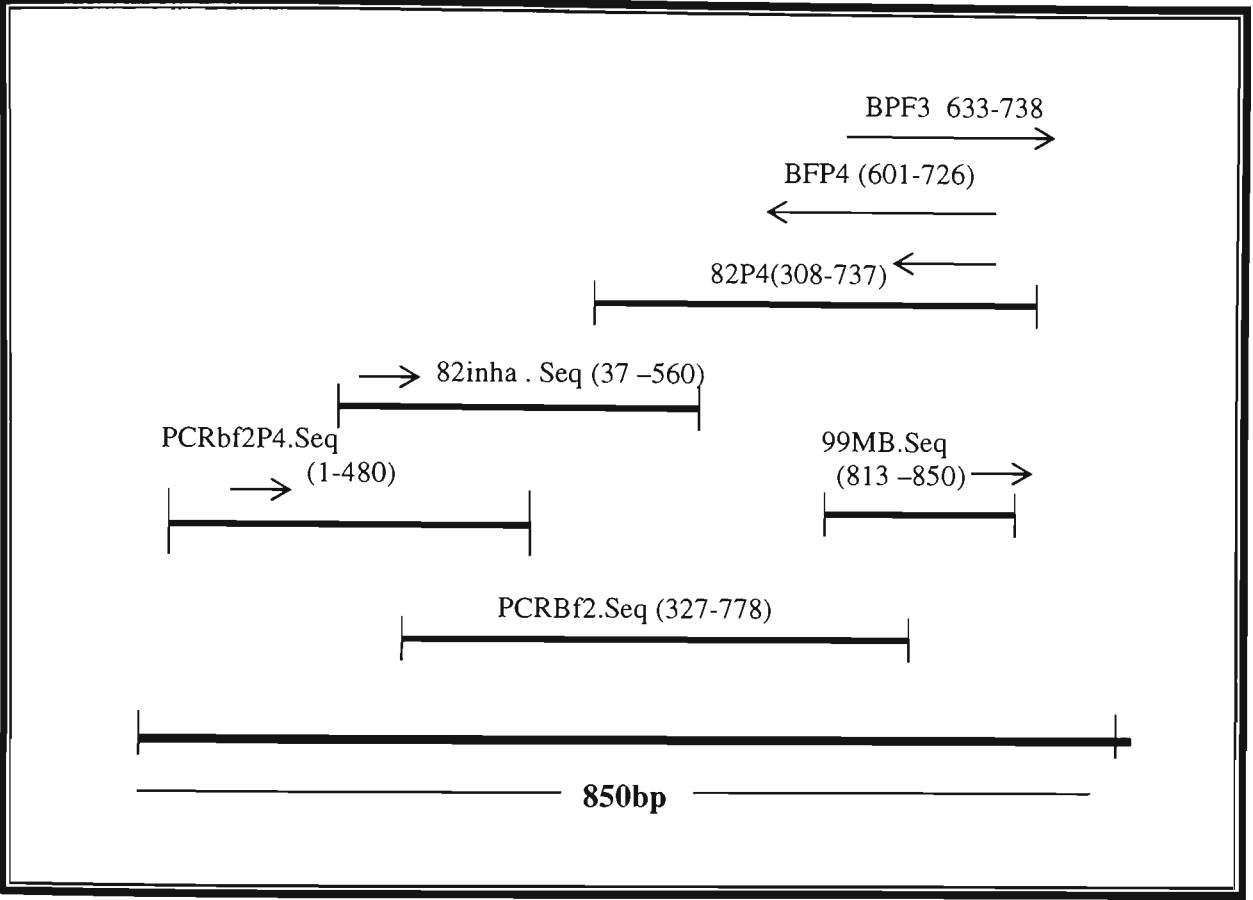 BPF3 633-738
BFP4 (601-726)
82P4(308-737)
82inha . Seq (37 –560)
PCRbf2P4.Seq
(1-480)
99MB.Seq
(813 –850)
PCRBf2.Seq (327-778)
850bp